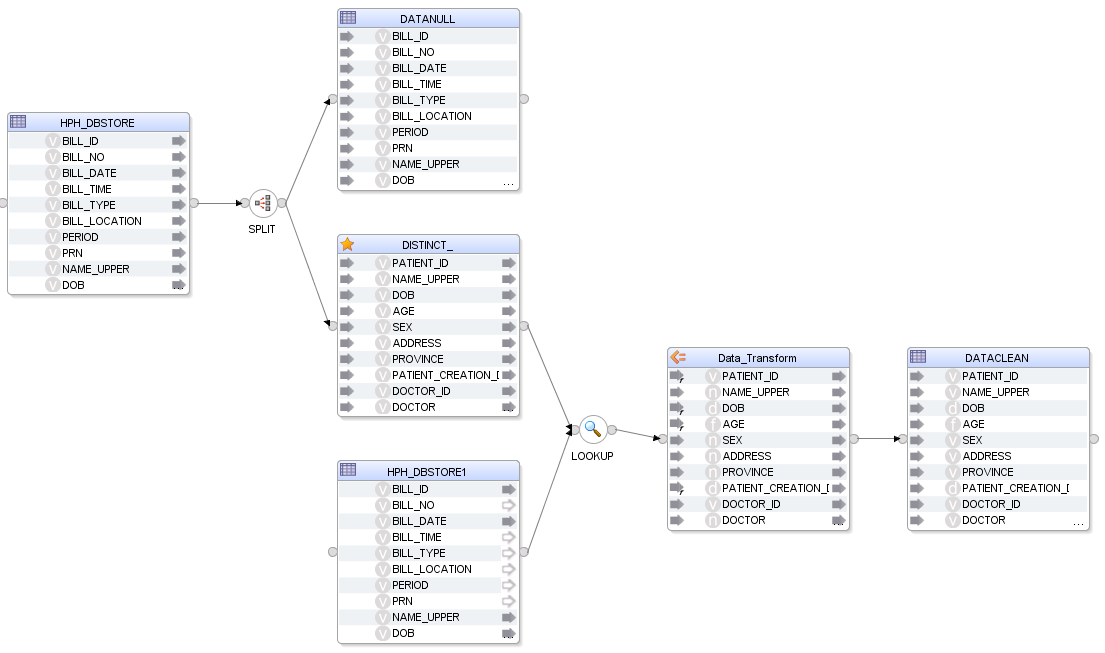 DATANULL
BILL_ID
BILL_NO
BILL_DATE
BILL_TIME
BILL_TYPE
BILL_LOCATION
PERIOD
PRN
NAME_UPPER
DOB
...
HPH_DBSTORE
V BILL_ID
V BILL_NO
V BILL_DATE
V BILL_TIME
V BILL_TYPE
V BILL_LOCATION
V PERIOD
V PRN
V NAME_UPPER
V DOB
...
SPLIT
DISTINCT_
V PATIENT_ID
V NAME_UPPER
V DOB
V AGE
V SEX
V ADDRESS
V PROVINCE
V PATIENT_CREATION_
V DOCTOR_ID
V DOCTOR
...
HPH_DBSTORE1
V BILL_ID
V BILL_NO
V BILL_DATE
V BILL_TIME
V BILL_TYPE
V BILL_LOCATION
V PERIOD
V PRN
V NAME_UPPER
V DOB
...
LOOKUP
Data_Transform
V PATIENT_ID
n NAME_UPPER
d DOB
f AGE
n SEX
n ADDRESS
n PROVINCE
d PATIENT_CREATION_
V DOCTOR_ID
n DOCTOR
...
DATACLEAN
V PATIENT_ID
V NAME_UPPER
d DOB
f AGE
V SEX
V ADDRESS
V PROVINCE
d PATIENT_CREATION_
V DOCTOR_ID
V DOCTOR
...